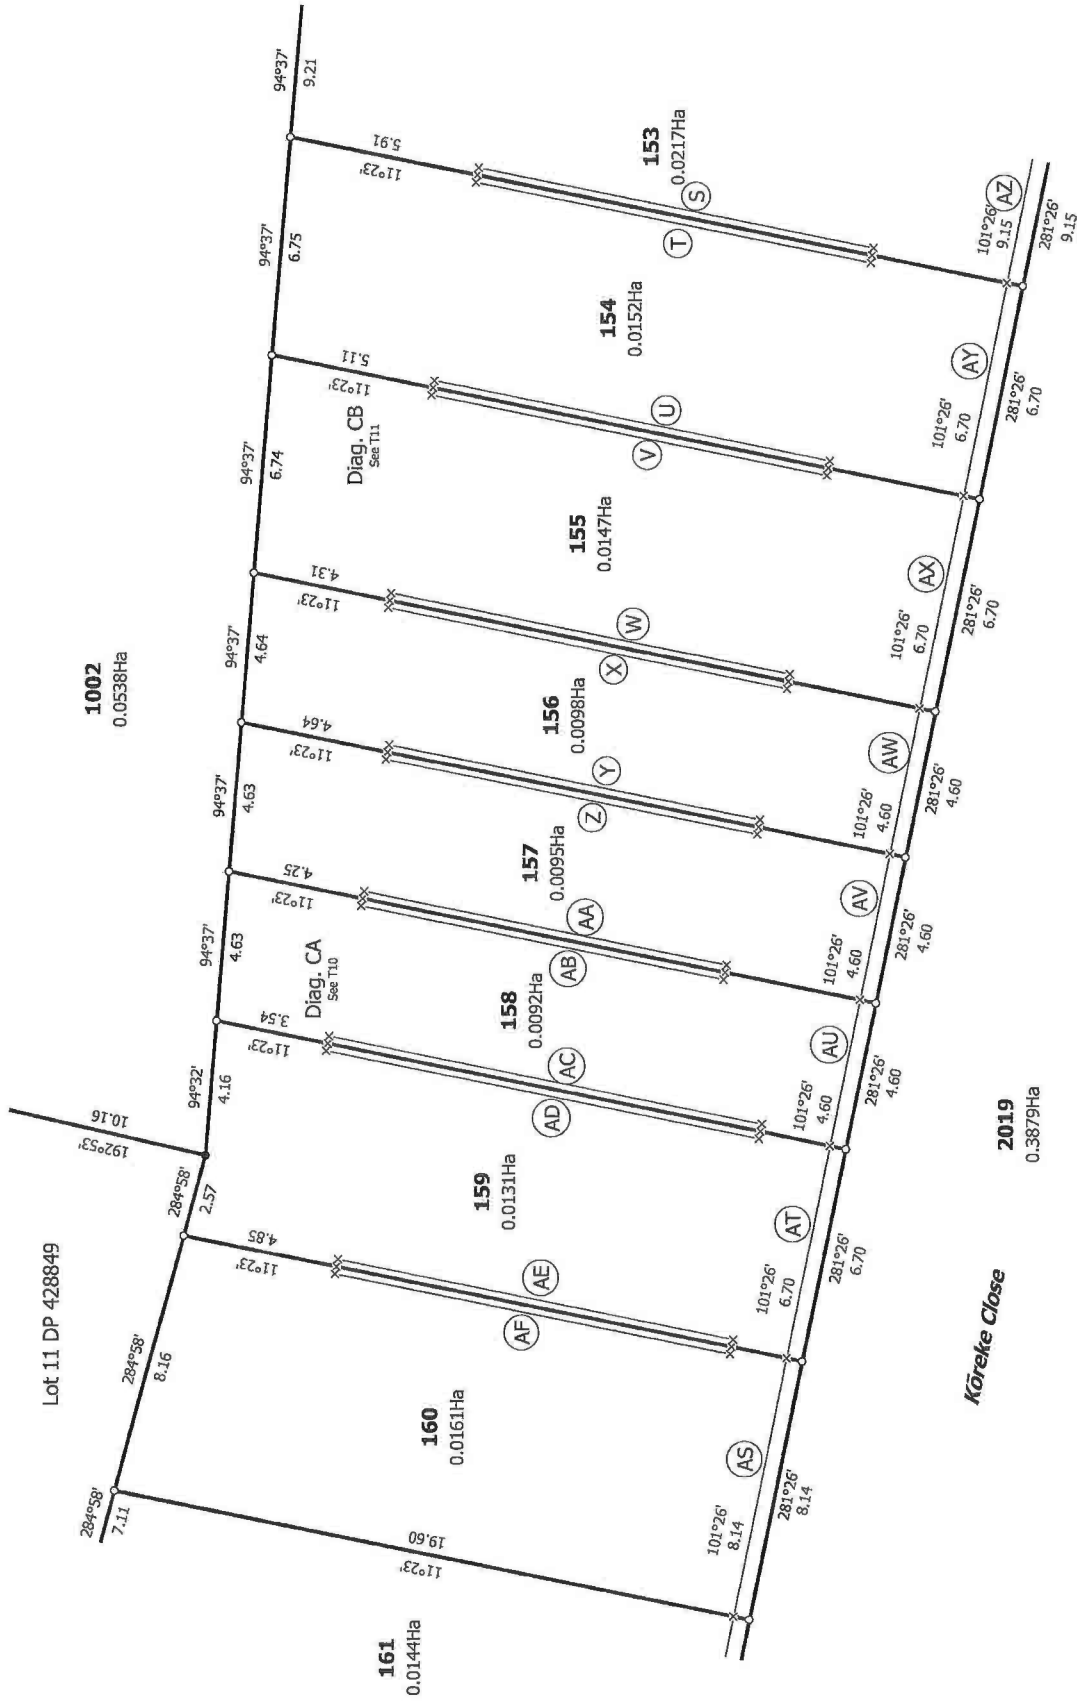 94°37'
9.21
5.91
11°23'
153
0.0217Ha
S
T
101°26'
9.15
AZ
281°26'
9.15
94°37'
6.75
154
0.0152Ha
5.11
11°23'
Diag. CB
See T11
U
V
AY
101°26'
6.70
281°26'
6.70
94°37'
6.74
155
0.0147Ha
4.31
11°23'
W
X
AX
101°26'
6.70
281°26'
6.70
1002
0.0538Ha
94°37'
4.64
156
0.0098Ha
4.64
11°23'
Y
Z
AW
101°26'
4.60
281°26'
4.60
94°37'
4.63
157
0.0095Ha
4.25
11°23'
AA
AB
AV
101°26'
4.60
281°26'
4.60
94°37'
4.63
Diag. CA
See T10
158
0.0092Ha
3.54
11°23'
AC
AD
AU
101°26'
4.60
281°26'
4.60
94°32'
4.16
10.16
192°53'
284°58'
2.57
159
0.0131Ha
4.85
11°23'
AE
AF
AT
101°26'
6.70
281°26'
6.70
2019
0.3879Ha
Kōreke Close
Lot 11 DP 428849
284°58'
8.16
160
0.0161Ha
AS
101°26'
8.14
281°26'
8.14
284°58'
7.11
19.60
11°23'
161
0.0144Ha